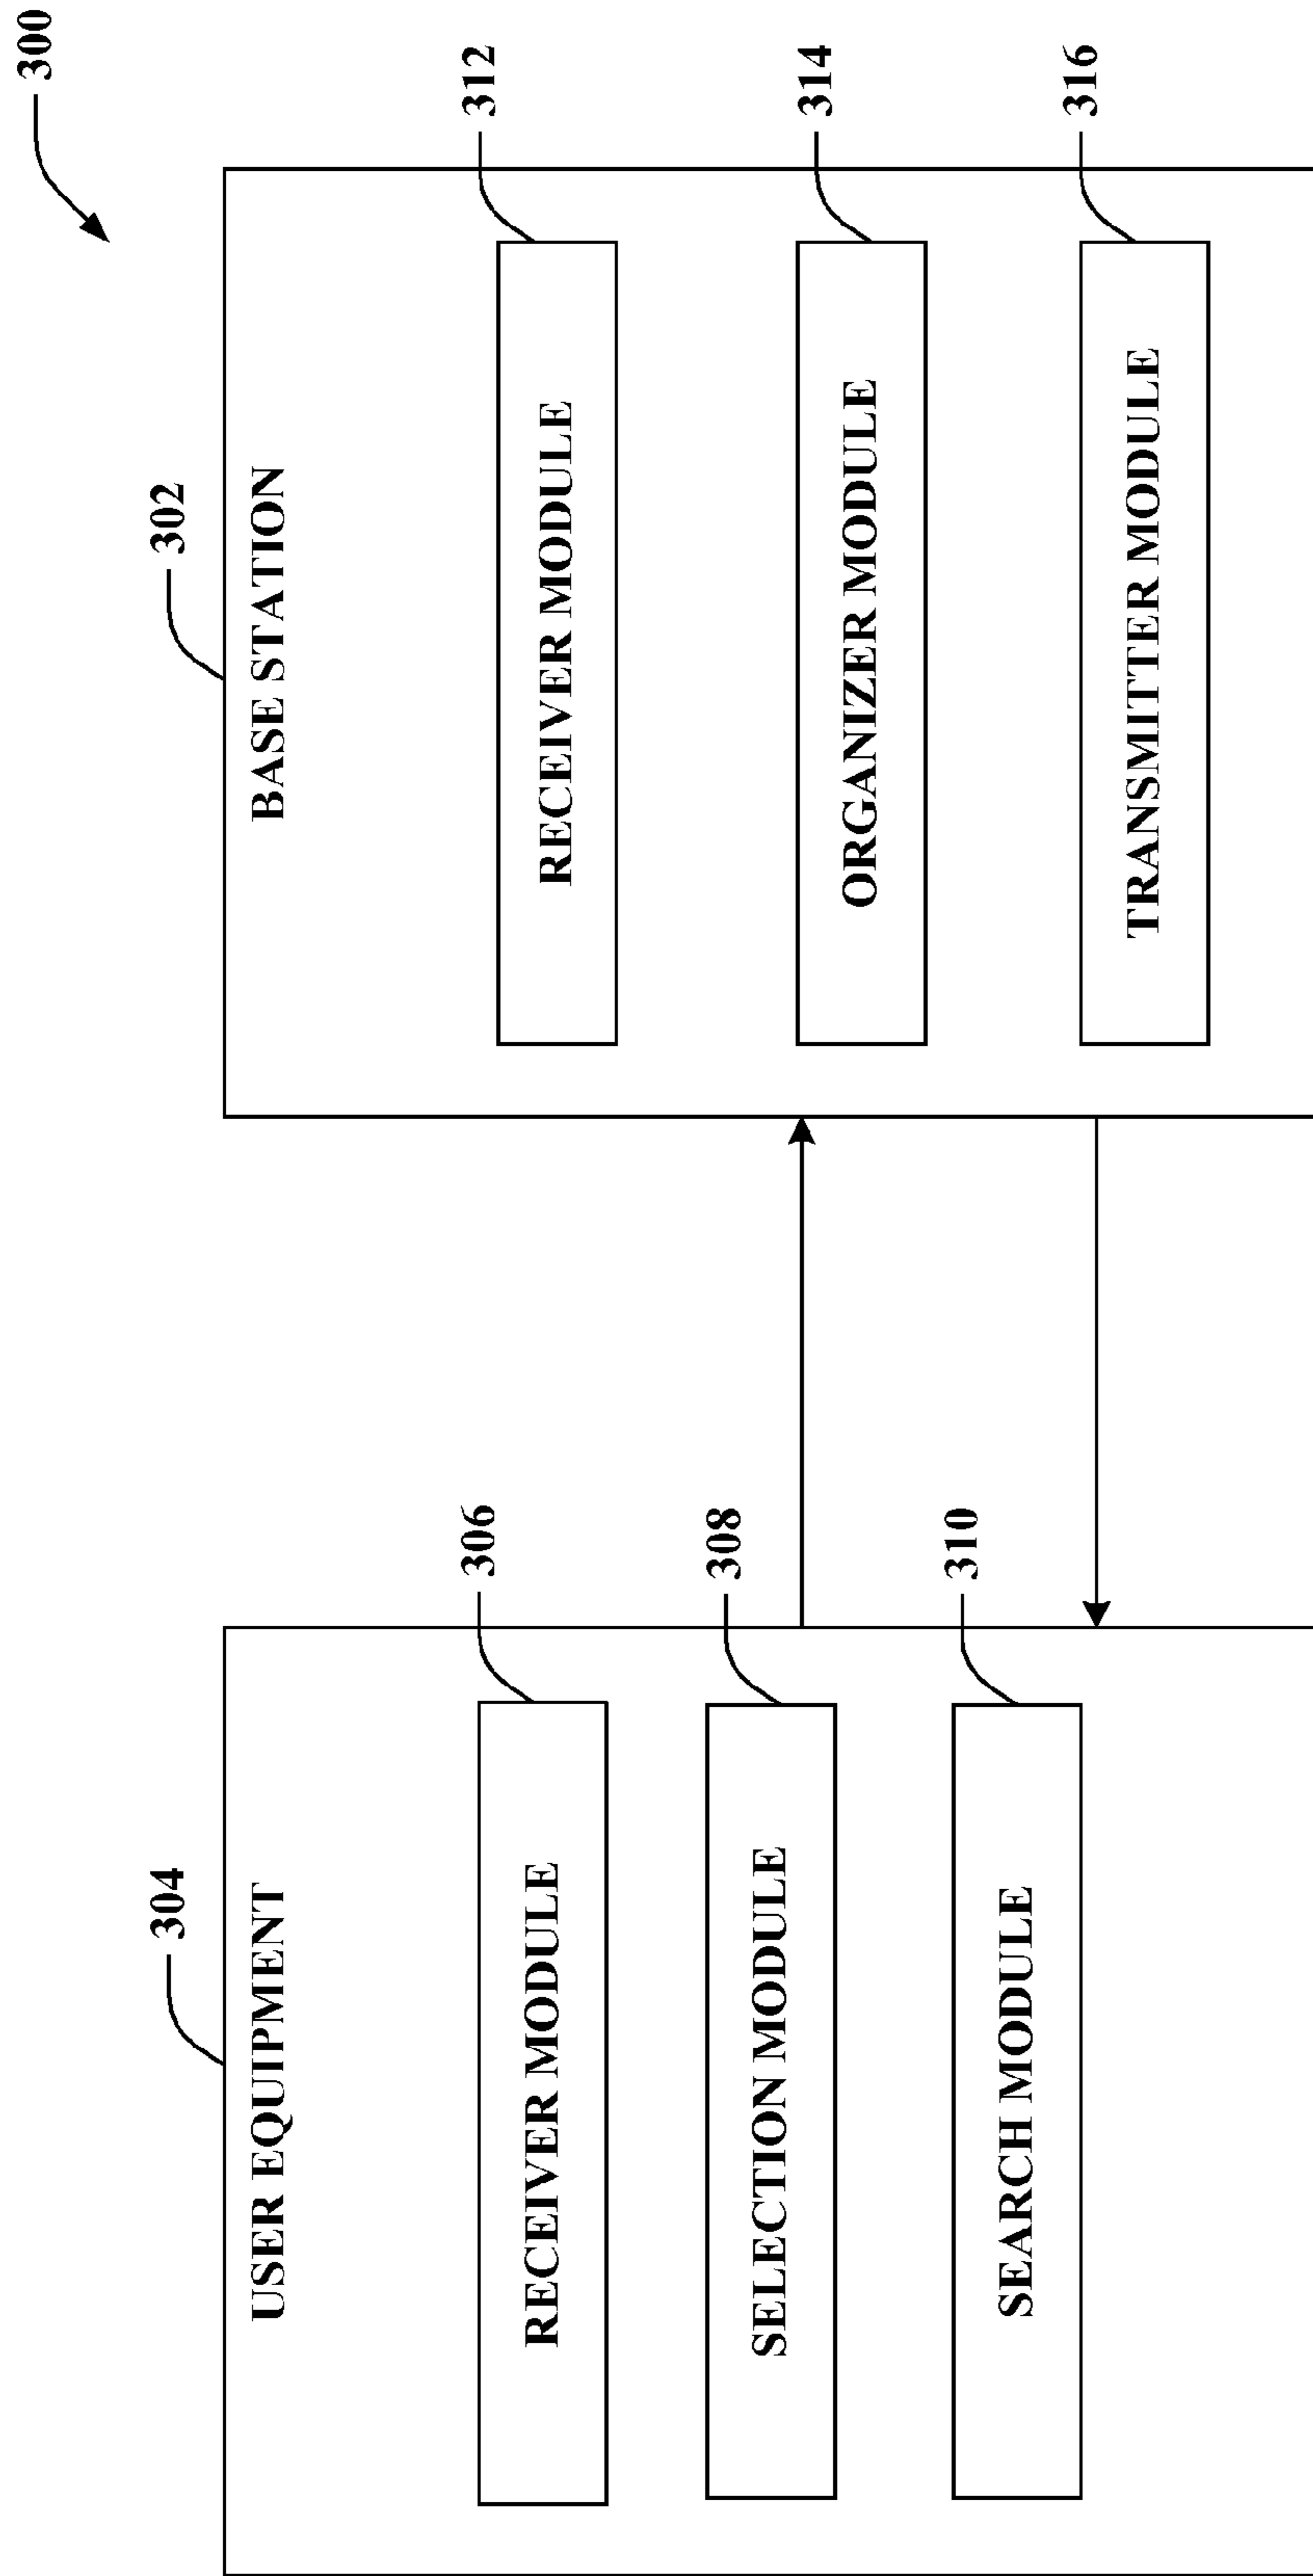 300
304
USER EQUIPMENT
306
RECEIVER MODULE
308
SELECTION MODULE
310
SEARCH MODULE
302
BASE STATION
312
RECEIVER MODULE
314
ORGANIZER MODULE
316
TRANSMITTER MODULE